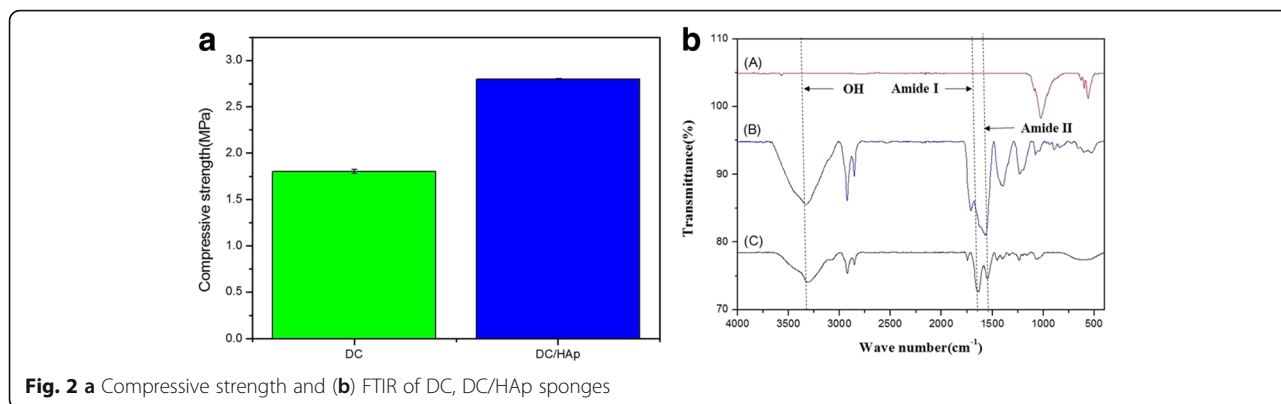 a
Compressive strength(MPa)
3.0
2.5
2.0
1.5
1.0
0.5
0.0
DC
DC/HAp
b
Transmittance(%)
110
105
100
95
90
85
80
75
70
(A)
OH
Amide I
Amide II
(B)
(C)
4000 3500 3000 2500 2000 1500 1000 500
Wave number(cm⁻¹)
Fig. 2 a Compressive strength and (b) FTIR of DC, DC/HAp sponges